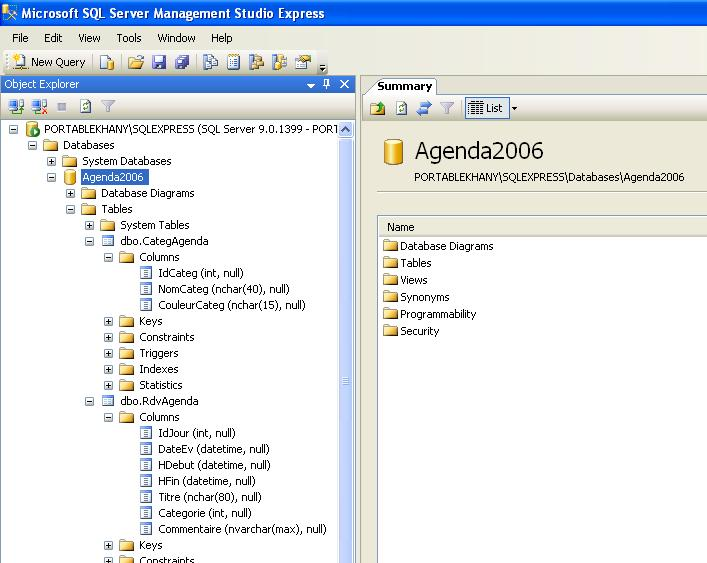 Microsoft SQL Server Management Studio Express
File Edit View Tools Window Help
New Query
Object Explorer
PORTABLEKHANY\SQLEXPRESS (SQL Server 9.0.1399 - PORT
Databases
System Databases
Agenda2006
Database Diagrams
Tables
System Tables
dbo.CategAgenda
Columns
IdCateg (int, null)
NomCateg (nchar(40), null)
CouleurCateg (nchar(15), null)
Keys
Constraints
Triggers
Indexes
Statistics
dbo.RdvAgenda
Columns
IdJour (int, null)
DateEv (datetime, null)
HDebut (datetime, null)
HFin (datetime, null)
Titre (nchar(80), null)
Categorie (int, null)
Commentaire (nvarchar(max), null)
Keys
Constraints
Summary
List
Agenda2006
PORTABLEKHANY\SQLEXPRESS\Databases\Agenda2006
Name
Database Diagrams
Tables
Views
Synonyms
Programmability
Security